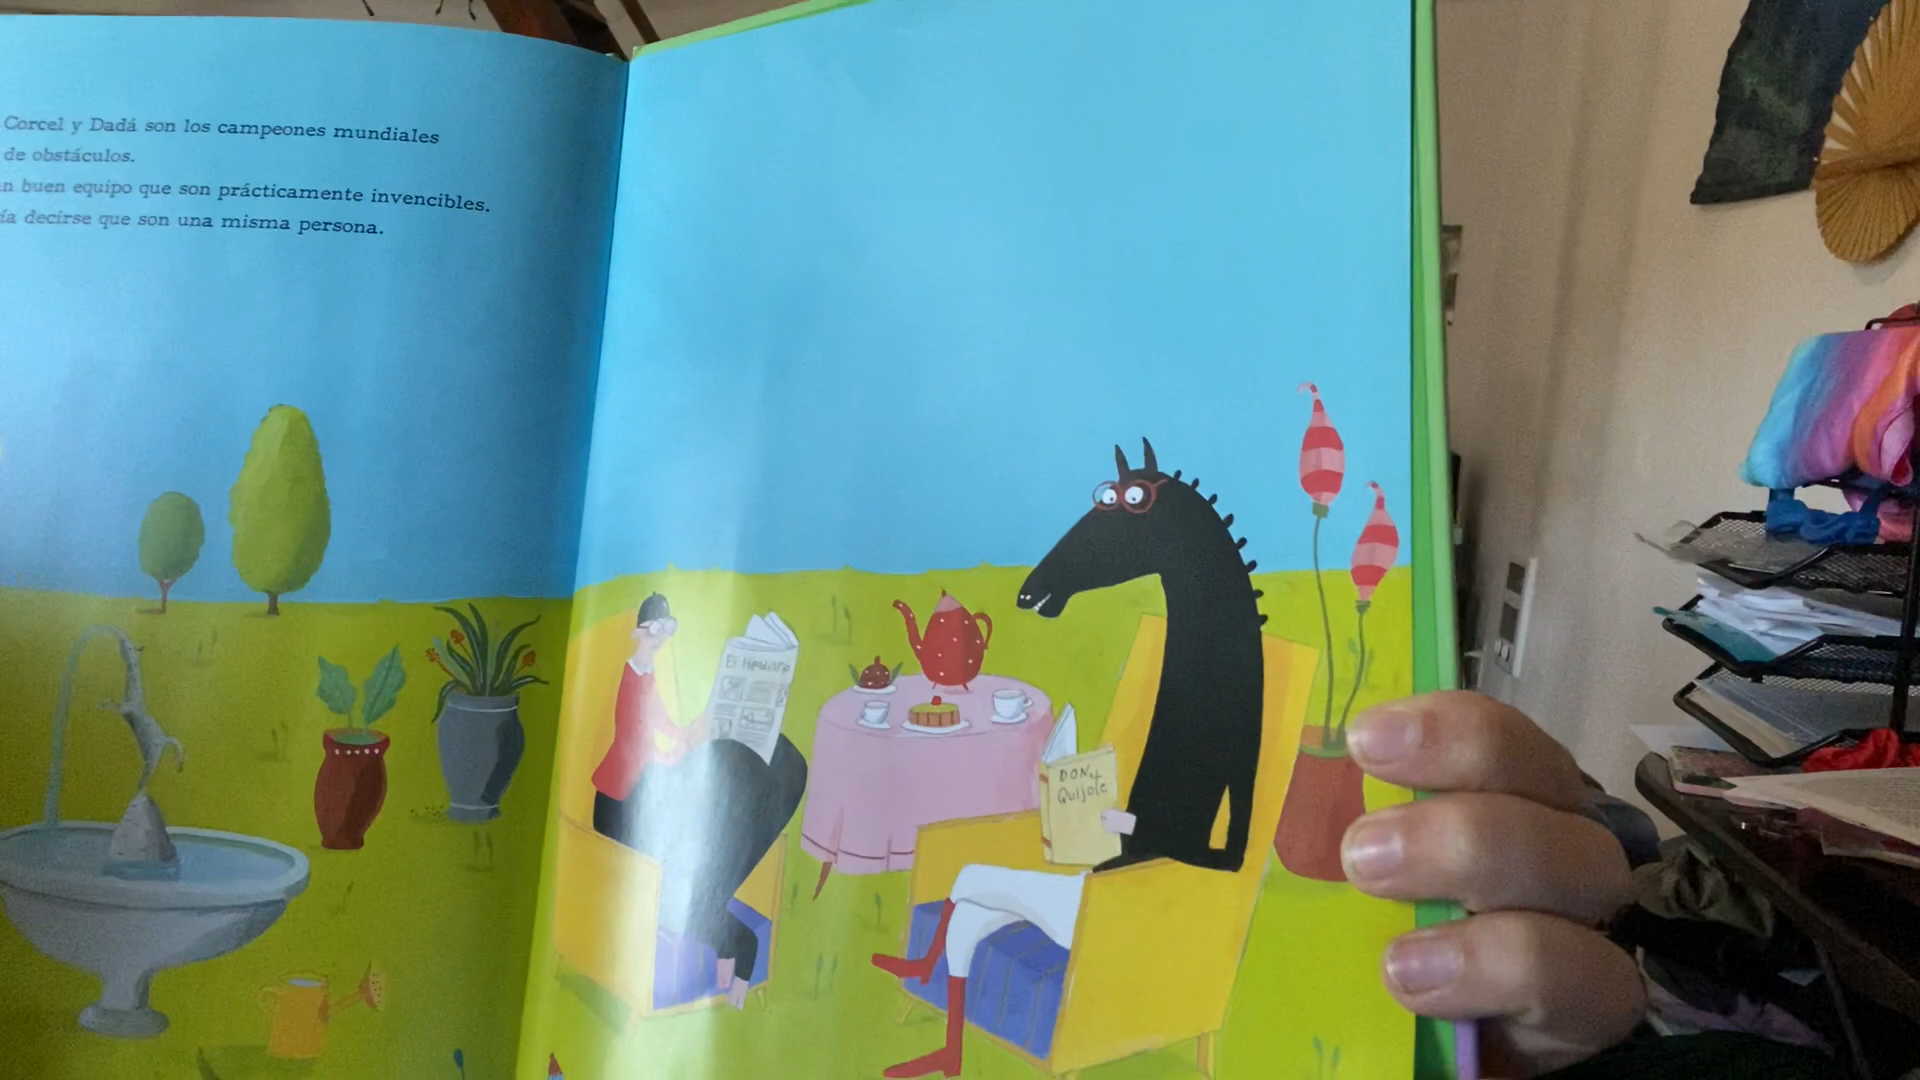 Corcel y Dadá son los campeones mundiales
de obstáculos.
n buen equipo que son prácticamente invencibles.
ía decirse que son una misma persona.
El
DON
Quijote